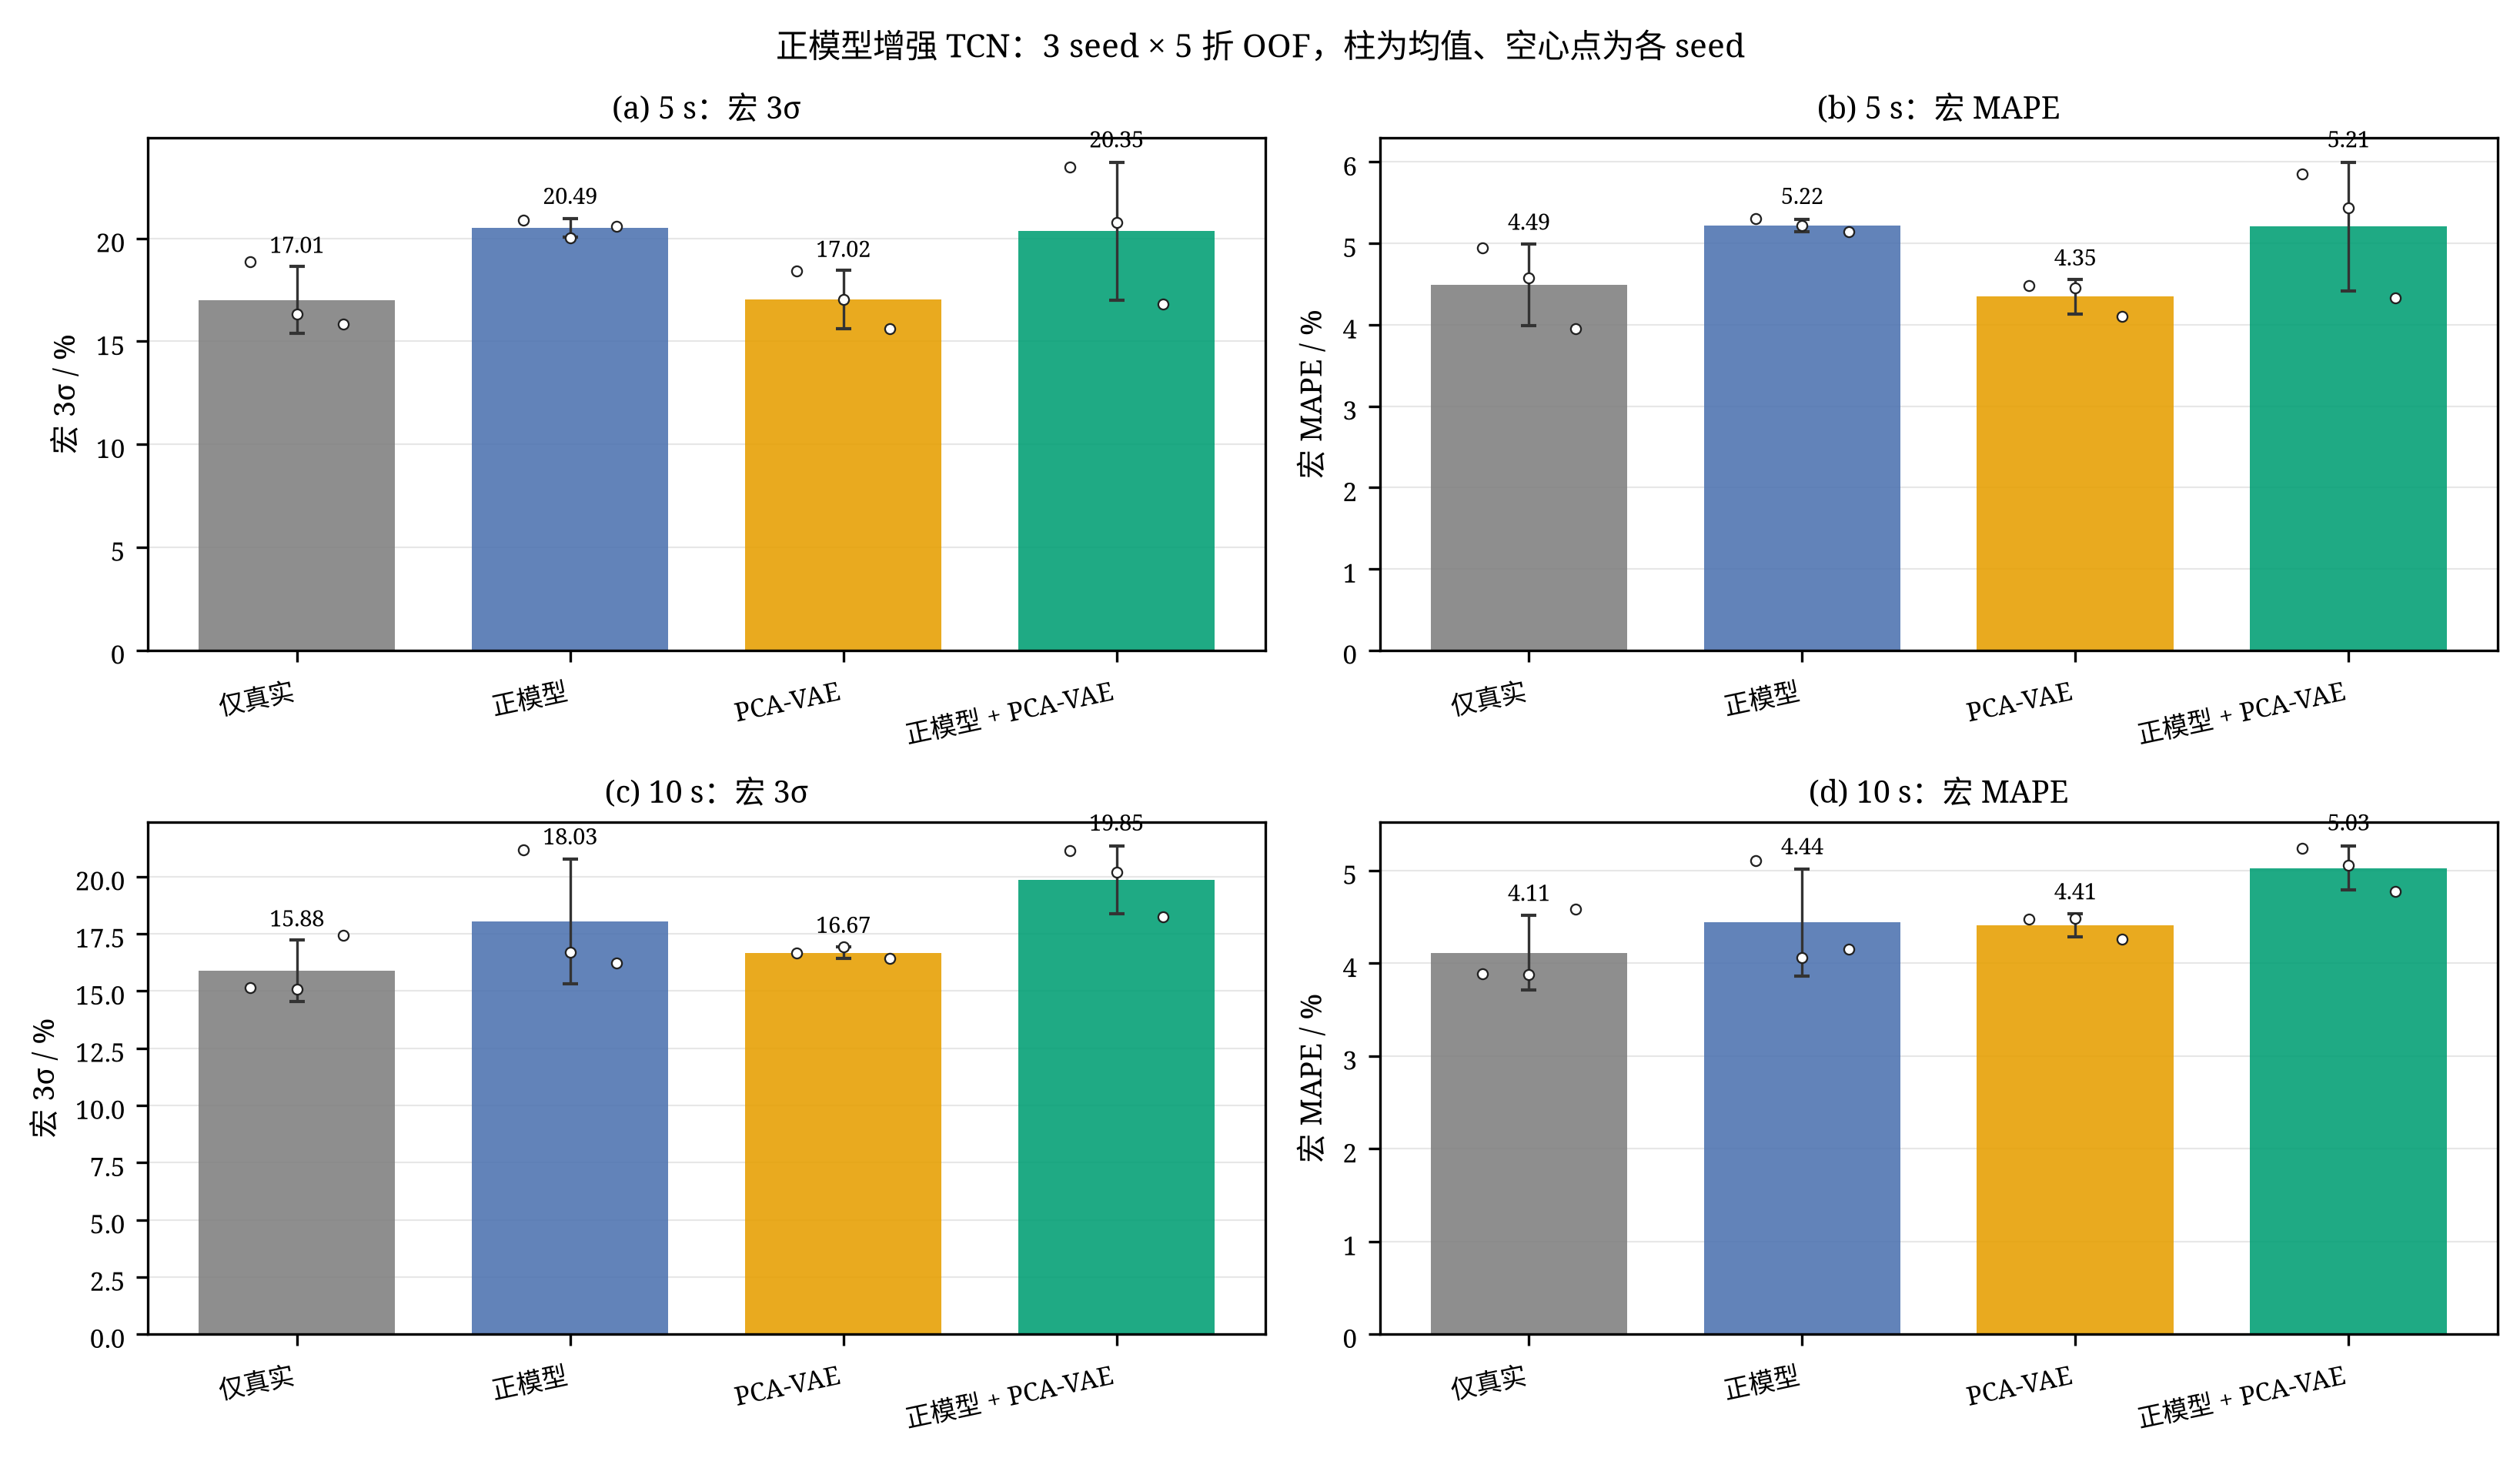 正模型增强 TCN：3 seed × 5 折 OOF，柱为均值、空心点为各 seed
(a) 5 s：宏 3σ
宏 3σ / %
20
15
10
5
0
17.01
20.49
17.02
20.35
仅真实
正模型
PCA-VAE
正模型 + PCA-VAE
(b) 5 s：宏 MAPE
宏 MAPE / %
6
5
4
3
2
1
0
4.49
5.22
4.35
5.21
仅真实
正模型
PCA-VAE
正模型 + PCA-VAE
(c) 10 s：宏 3σ
宏 3σ / %
20.0
17.5
15.0
12.5
10.0
7.5
5.0
2.5
0.0
15.88
18.03
16.67
19.85
仅真实
正模型
PCA-VAE
正模型 + PCA-VAE
(d) 10 s：宏 MAPE
宏 MAPE / %
5
4
3
2
1
0
4.11
4.44
4.41
5.03
仅真实
正模型
PCA-VAE
正模型 + PCA-VAE